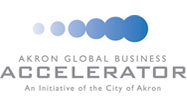 AKRON GLOBAL BUSINESS
ACCELERATOR
An Initiative of the City of Akron